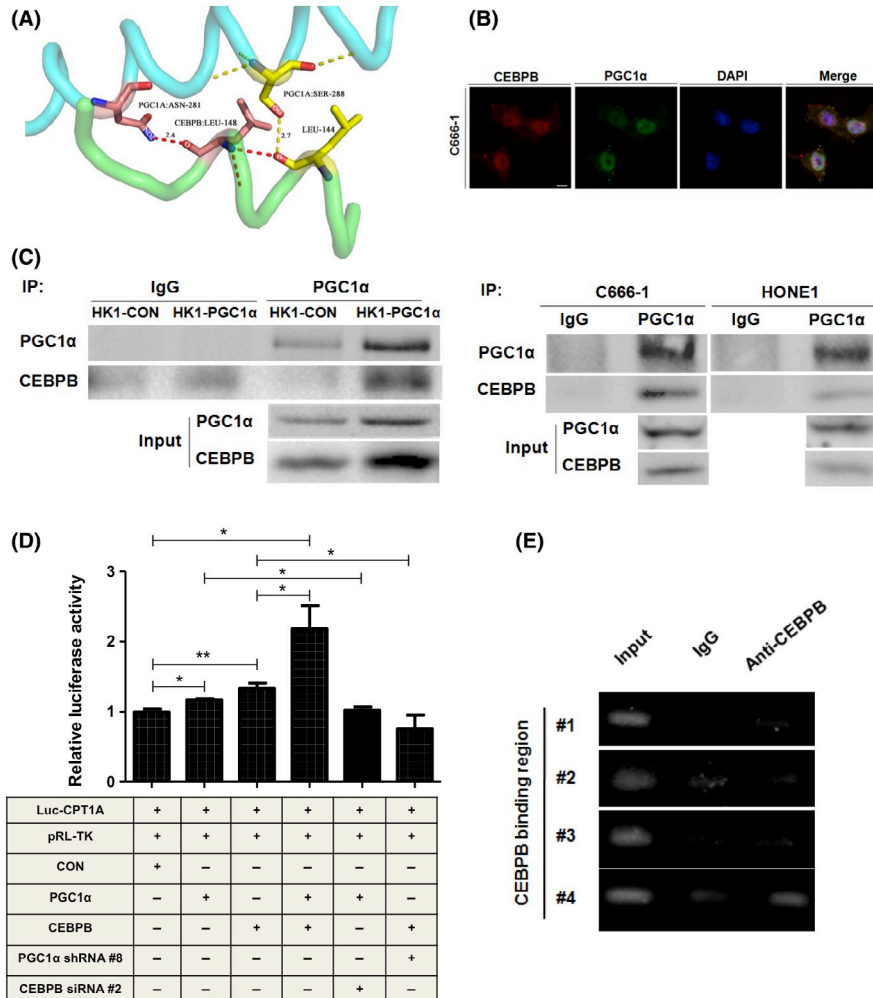 (A)
PGC1A:ASN-281
PGC1A:SER-288
CEBPB:LEU-148
2.4
2.7
LEU-144
(B)
CEBPB PGC1α DAPI Merge
C666-1
(C)
IP: IgG PGC1α
HK1-CON HK1-PGC1α HK1-CON HK1-PGC1α
PGC1α
CEBPB
Input PGC1α
CEBPB
IP: C666-1 HONE1
IgG PGC1α IgG PGC1α
PGC1α
CEBPB
Input PGC1α
CEBPB
(D)
Relative luciferase activity
3
2
1
0
*
*
*
**
*
Luc-CPT1A + + + + + +
pRL-TK + + + + + +
CON + – – – – –
PGC1α – + – + + –
CEBPB – – + + – +
PGC1α shRNA #8 – – – – – +
CEBPB siRNA #2 – – – – + –
(E)
Input IgG Anti-CEBPB
CEBPB binding region
#1
#2
#3
#4